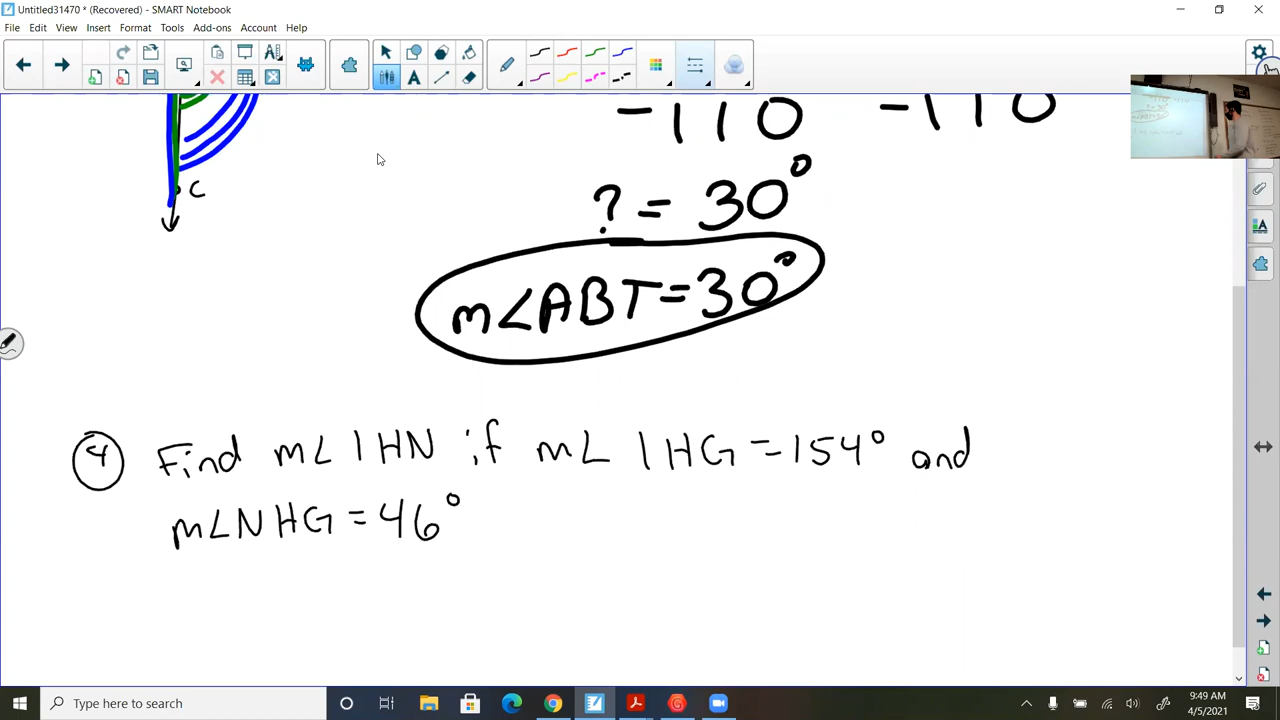 Untitled31470 * (Recovered) - SMART Notebook
File Edit View Insert Format Tools Add-ons Account Help
-110 -110
C
? = 30°
m∠ABT=30°
4 Find m∠IHN if m∠IHG=154° and
m∠NHG=46°
Type here to search
9:49 AM
4/5/2021